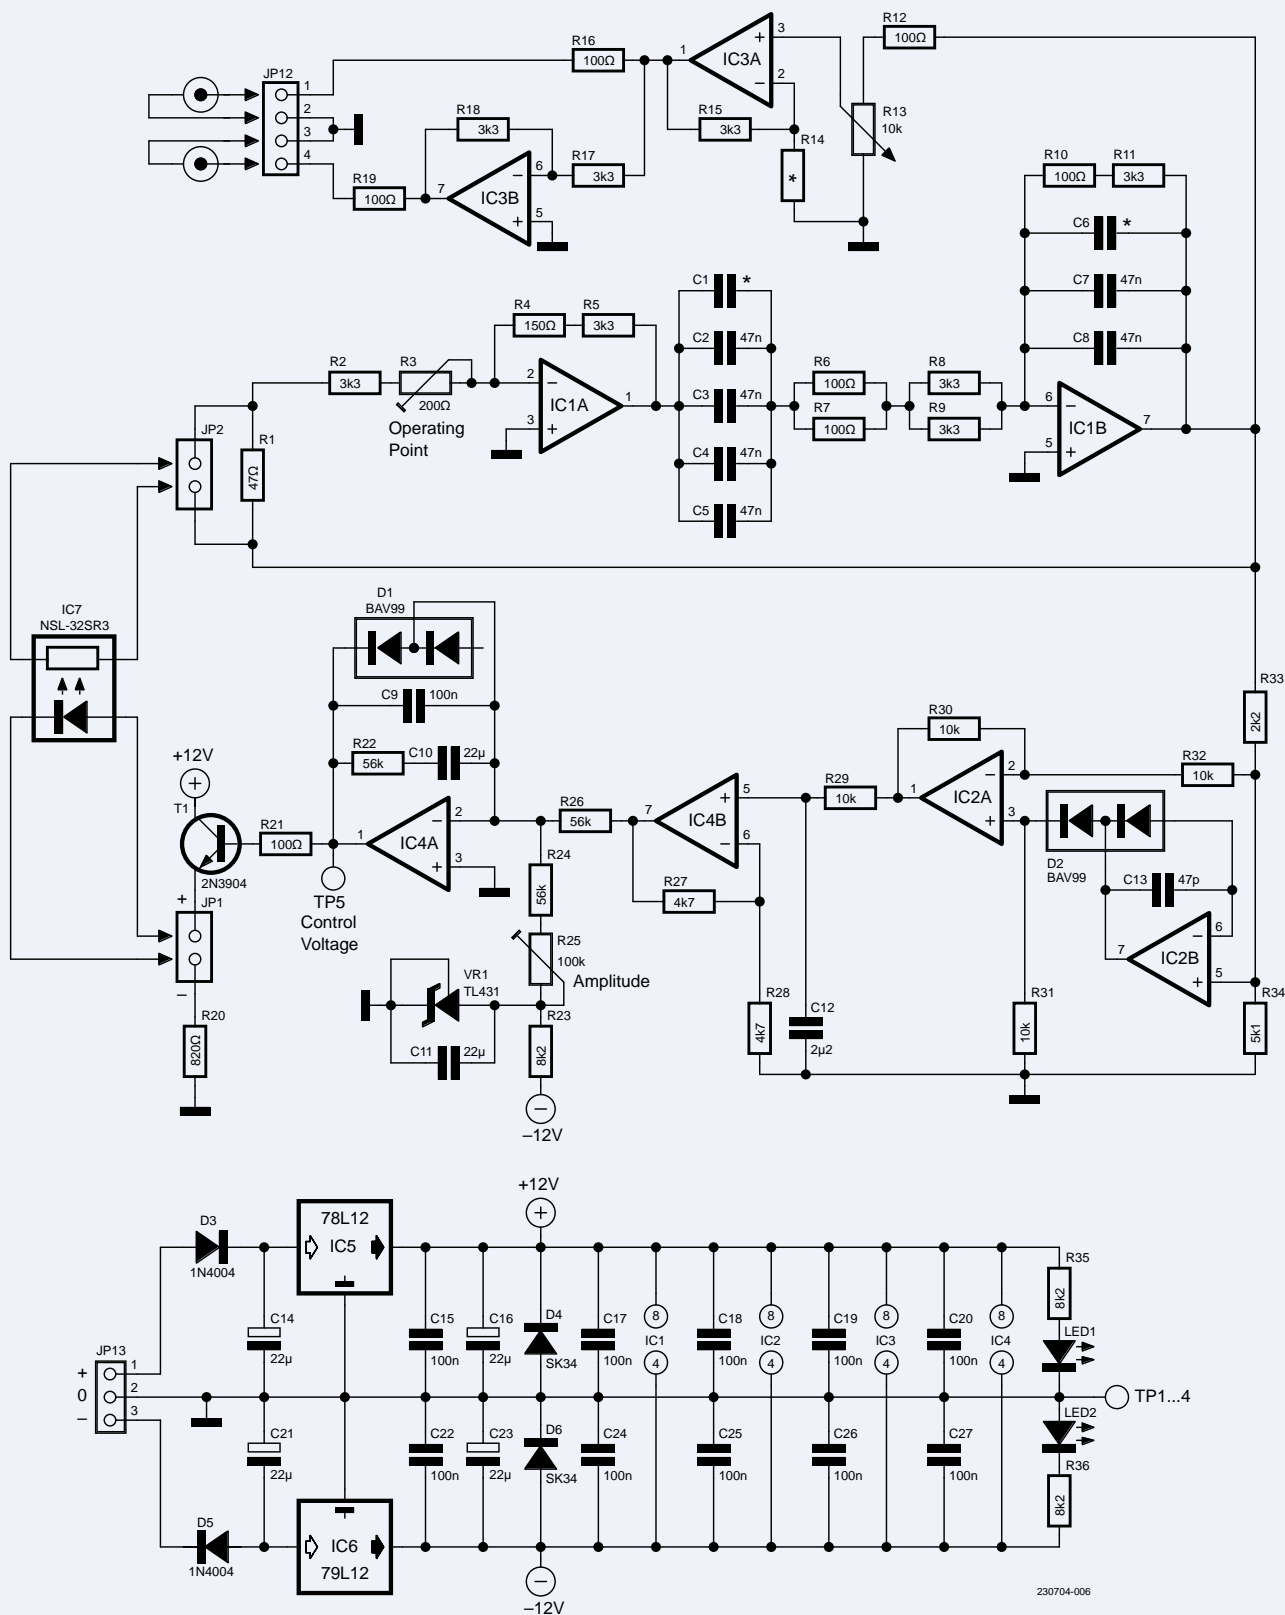 R12
100Ω
R16
100Ω
1
IC3A
3
+
2
−
JP12
1
2
3
4
R18
3k3
R15
3k3
R13
10k
R14
*
R17
3k3
R19
100Ω
7
IC3B
6
−
5
+
R10
100Ω
R11
3k3
C6
*
C7
47n
C8
47n
C1
*
C2
47n
C3
47n
C4
47n
C5
47n
R4
150Ω
R5
3k3
R2
3k3
R3
200Ω
Operating
Point
2
−
IC1A
1
3
+
R6
100Ω
R7
100Ω
R8
3k3
R9
3k3
6
−
IC1B
7
5
+
JP2
R1
47Ω
IC7
NSL-32SR3
D1
BAV99
C9
100n
R22
56k
C10
22µ
+12V
+
T1
2N3904
R21
100Ω
1
IC4A
2
−
3
+
TP5
Control
Voltage
+
JP1
−
R20
820Ω
R26
56k
R24
56k
R25
100k
Amplitude
VR1
TL431
C11
22µ
R23
8k2
−
–12V
7
IC4B
5
+
6
−
R27
4k7
R28
4k7
C12
2µ2
R29
10k
R30
10k
1
IC2A
2
−
3
+
R32
10k
R33
2k2
D2
BAV99
C13
47p
7
IC2B
6
−
5
+
R31
10k
R34
5k1
+12V
+
D3
1N4004
78L12
IC5
C14
22µ
C15
100n
C16
22µ
D4
SK34
C17
100n
8
IC1
4
C18
100n
8
IC2
4
C19
100n
8
IC3
4
C20
100n
8
IC4
4
R35
8k2
LED1
JP13
+
1
0
2
−
3
TP1...4
C21
22µ
C22
100n
C23
22µ
D6
SK34
C24
100n
C25
100n
C26
100n
C27
100n
LED2
R36
8k2
D5
1N4004
IC6
79L12
−
–12V
230704-006